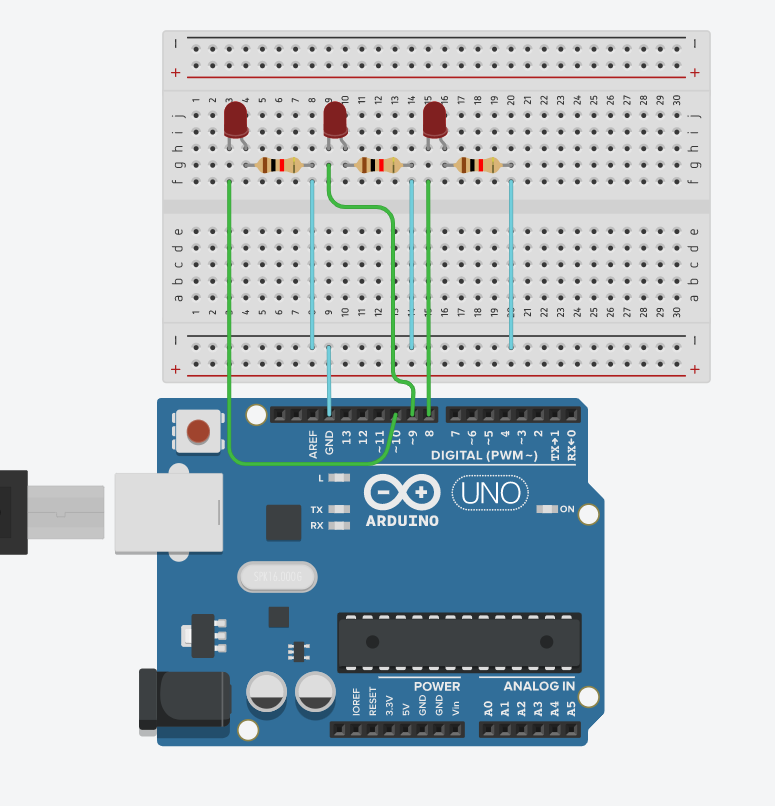 − −
+ +
1 2 3 4 5 6 7 8 9 10 11 12 13 14 15 16 17 18 19 20 21 22 23 24 25 26 27 28 29 30
j j
i i
h h
g g
f f
e e
d d
c c
b b
a a
1 2 3 4 5 6 7 8 9 10 11 12 13 14 15 16 17 18 19 20 21 22 23 24 25 26 27 28 29 30
− −
+ +
AREF GND 13 12 ~11 ~10 ~9 8 7 ~6 ~5 4 ~3 2 TX→1 RX←0
DIGITAL (PWM~)
L
TX
RX
UNO
ARDUINO
ON
POWER ANALOG IN
IOREF RESET 3.3V 5V GND GND Vin A0 A1 A2 A3 A4 A5